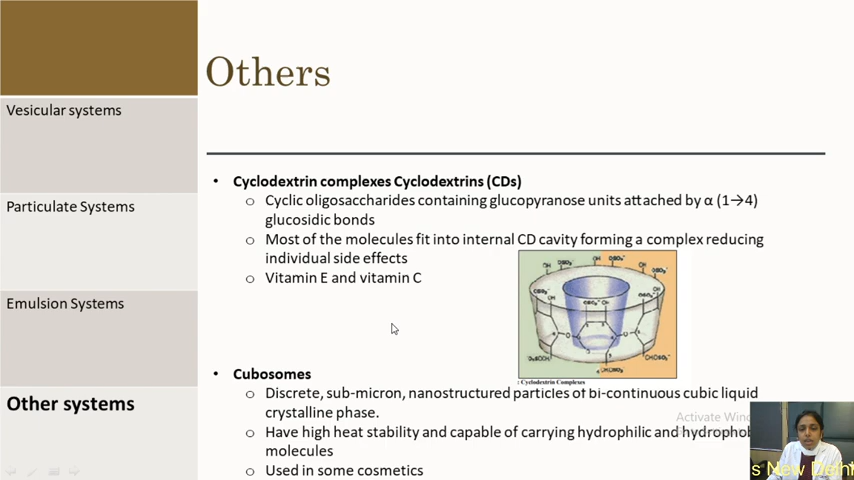 Others
Vesicular systems
Particulate Systems
Emulsion Systems
Other systems
• Cyclodextrin complexes Cyclodextrins (CDs)
o Cyclic oligosaccharides containing glucopyranose units attached by α (1→4)
glucosidic bonds
o Most of the molecules fit into internal CD cavity forming a complex reducing
individual side effects
o Vitamin E and vitamin C
: Cyclodextrin Complexes
• Cubosomes
o Discrete, sub-micron, nanostructured particles of bi-continuous cubic liquid
crystalline phase.
o Have high heat stability and capable of carrying hydrophilic and hydrophob
molecules
o Used in some cosmetics
Activate Win
s New Delhi